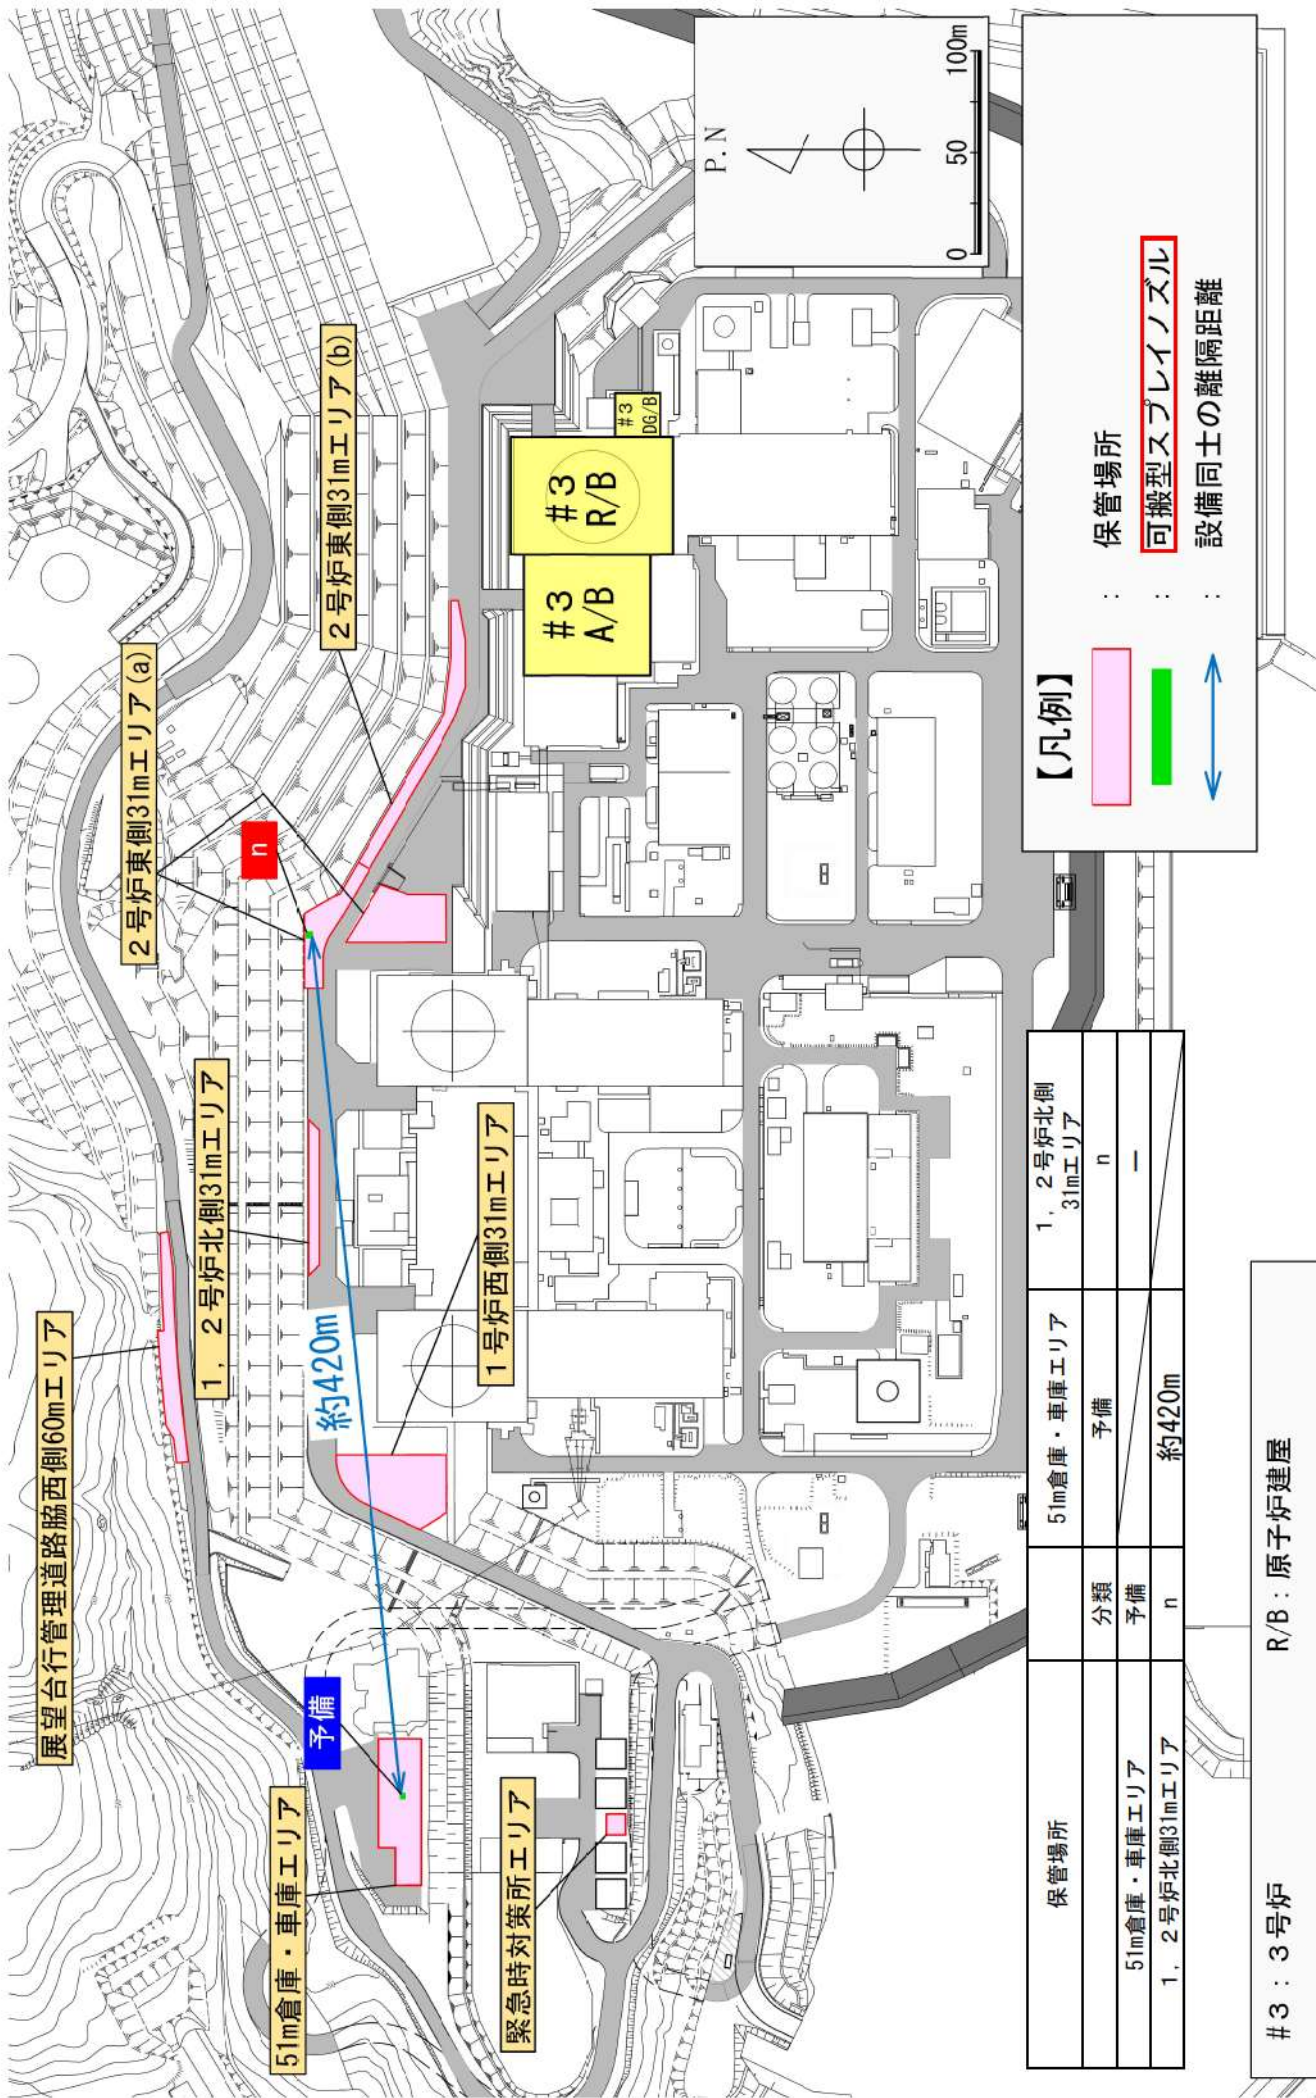 展望台行管理道路脇西側60mエリア
2号炉東側31mエリア(a)
2号炉東側31mエリア(b)
1,2号炉北側31mエリア
n
51m倉庫・車庫エリア
予備
約420m
1号炉西側31mエリア
緊急時対策所エリア
#3
A/B
#3
R/B
#3
DG/B
P.N
0 50 100m
【凡例】
: 保管場所
: 可搬型スプレイノズル
: 設備同士の離隔距離
保管場所 51m倉庫・車庫エリア 1,2号炉北側
31mエリア
分類 予備 n
51m倉庫・車庫エリア 予備 ー
1,2号炉北側31mエリア n 約420m
#3:3号炉 R/B:原子炉建屋